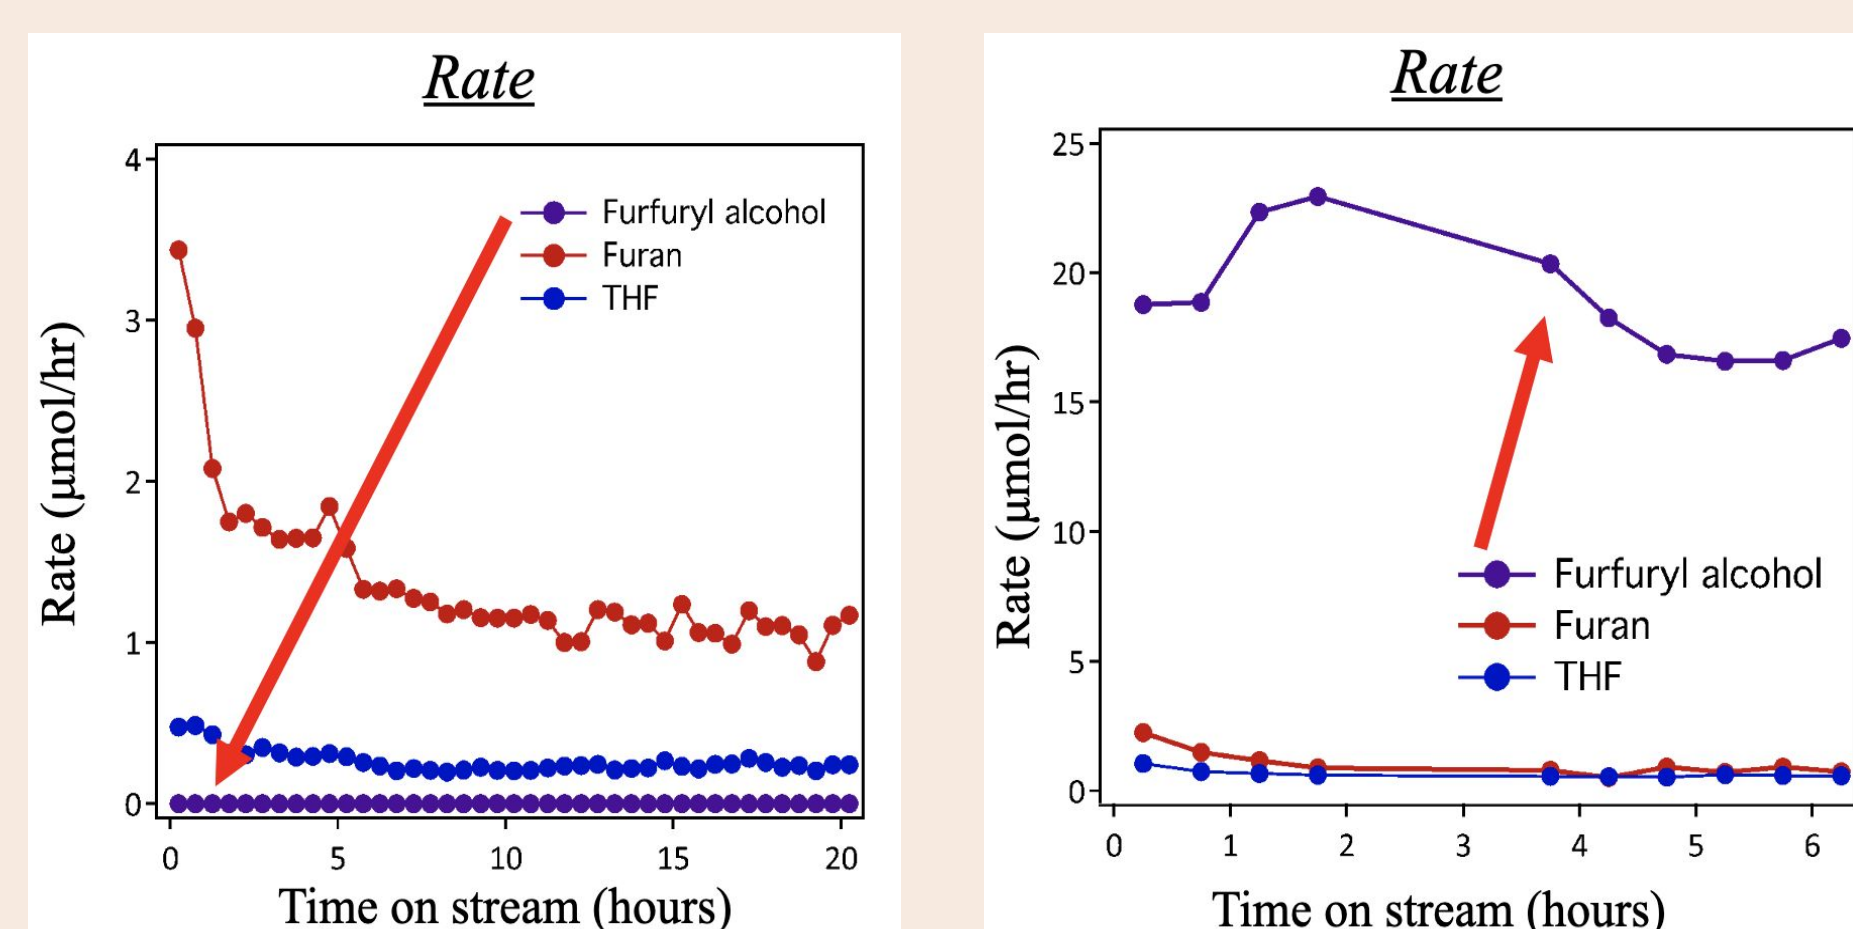 Rate
4
3
2
1
0
Rate (μmol/hr)
Furfuryl alcohol
Furan
THF
0 5 10 15 20
Time on stream (hours)
Rate
25
20
15
10
5
0
Rate (μmol/hr)
Furfuryl alcohol
Furan
THF
0 1 2 3 4 5 6
Time on stream (hours)